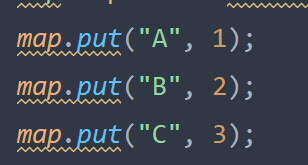 map.put("A", 1);
map.put("B", 2);
map.put("C", 3);